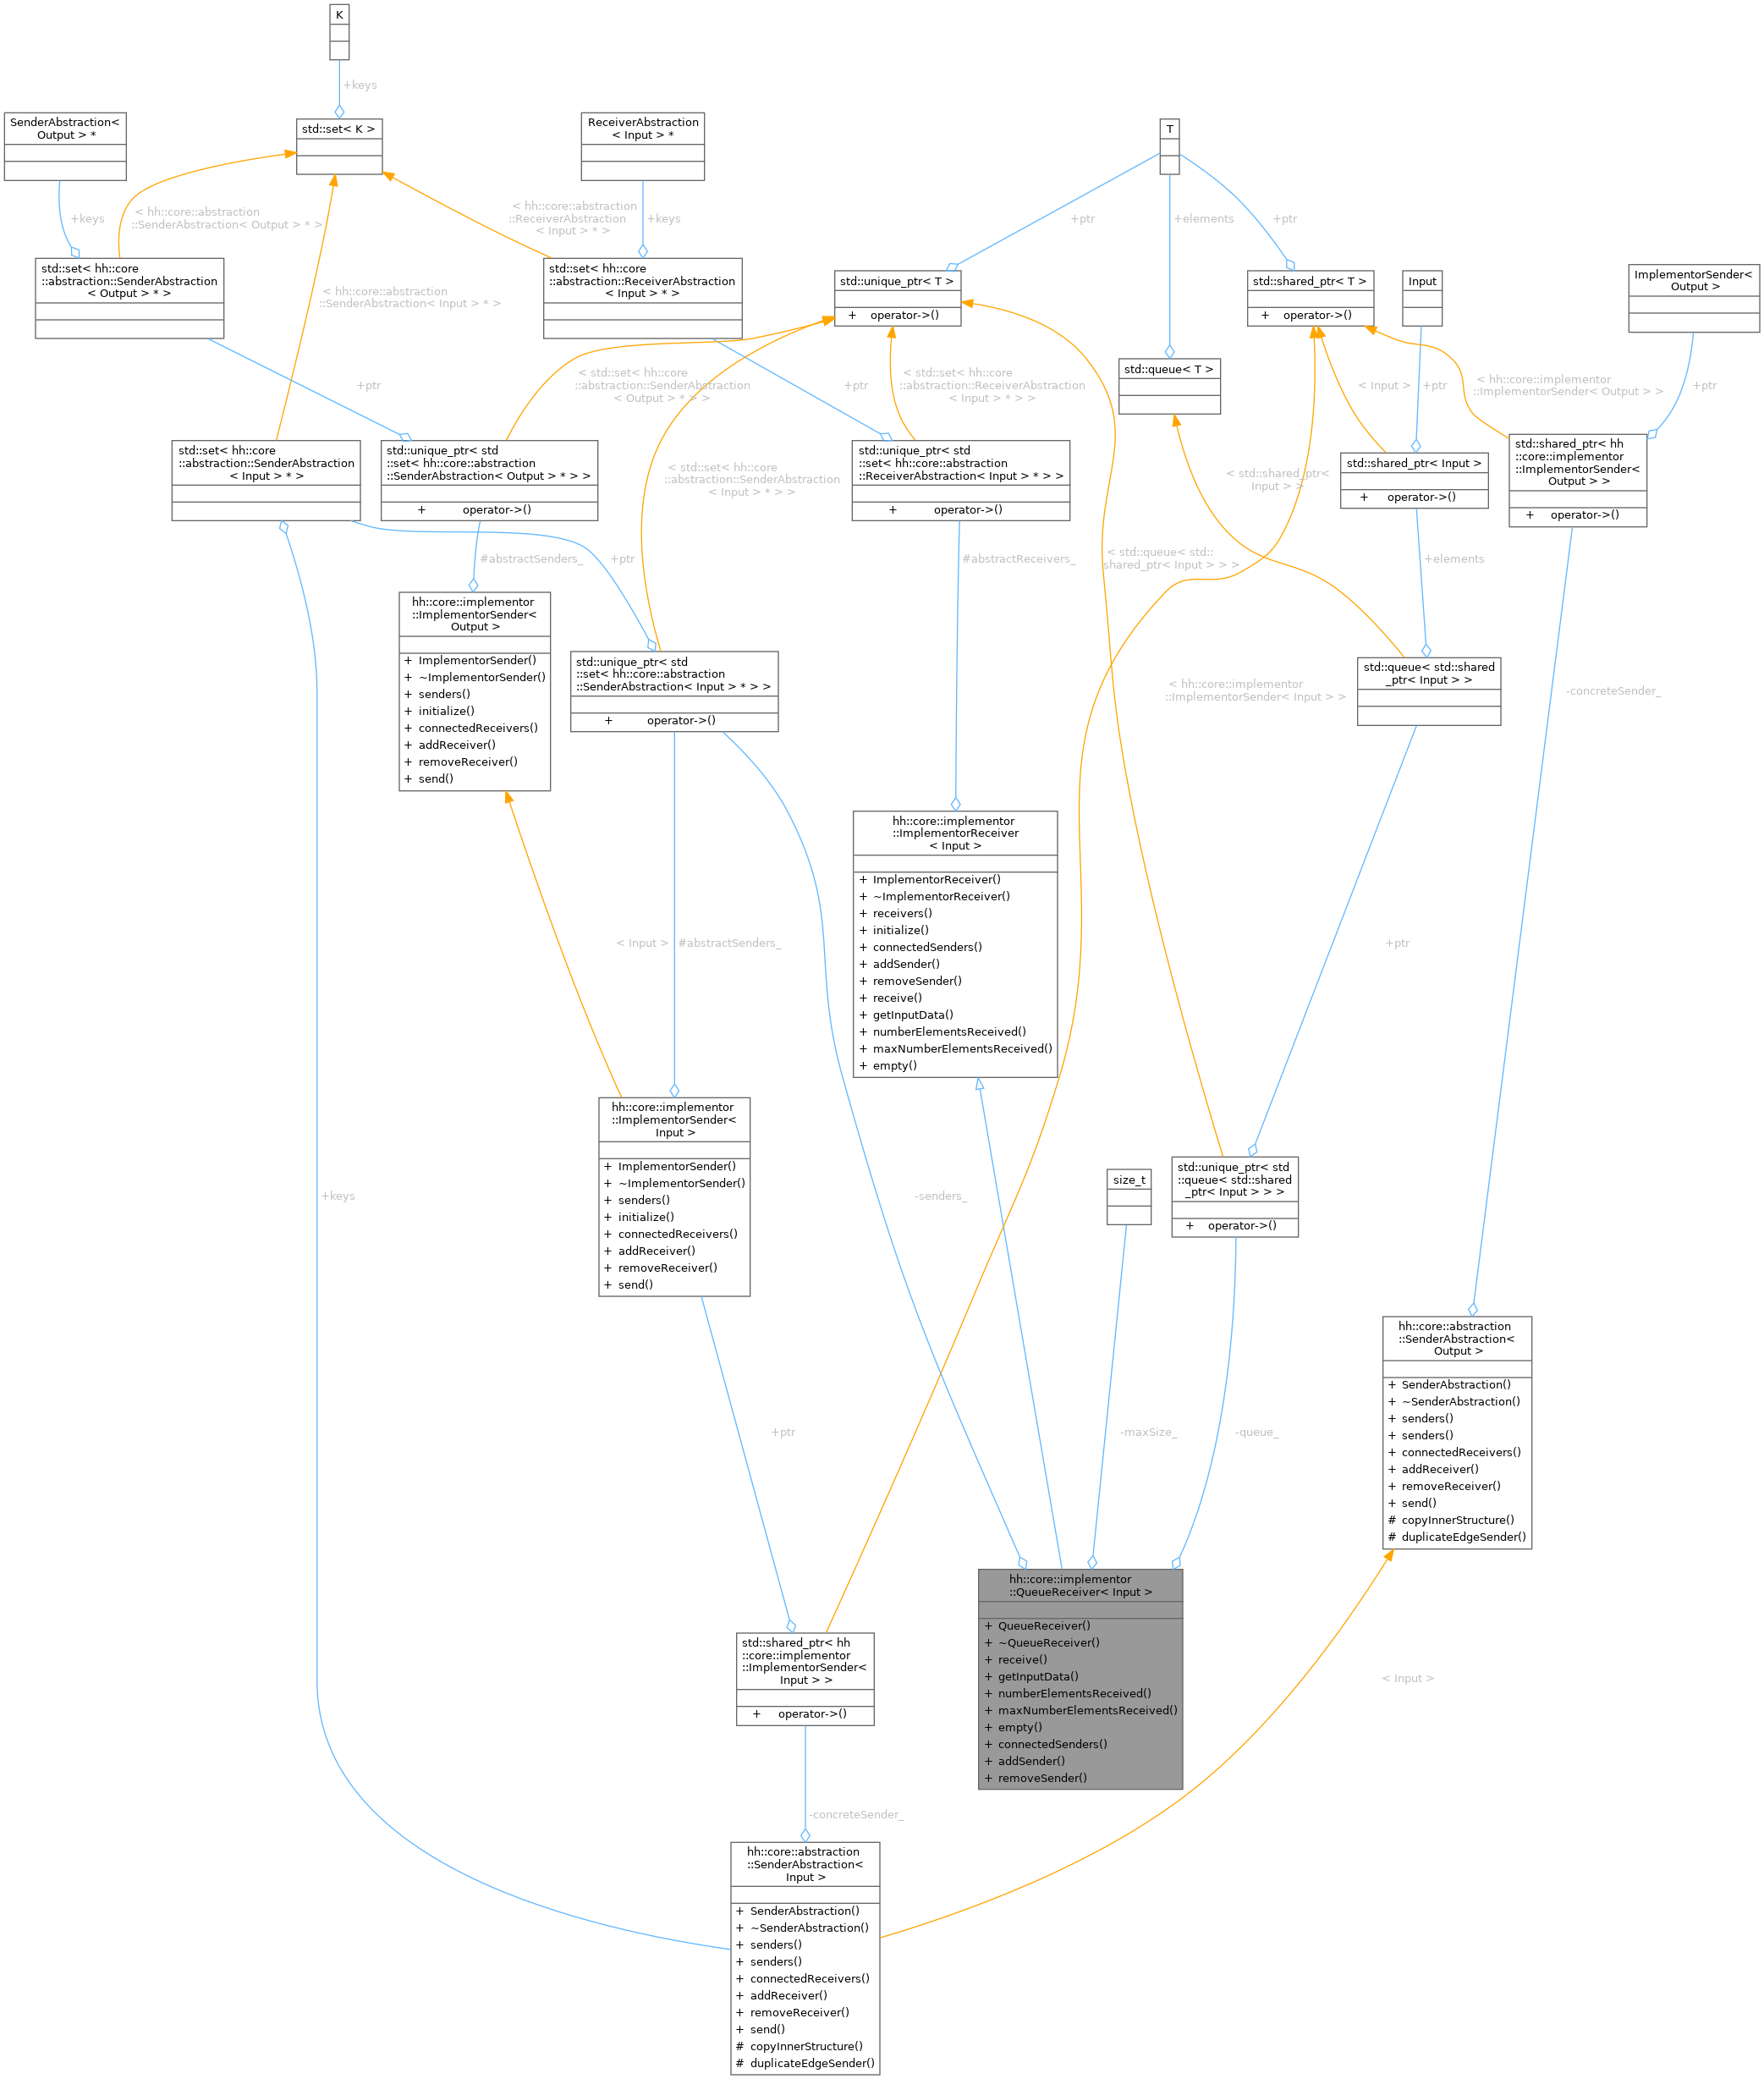 K
+keys
SenderAbstraction<
Output > *
std::set< K >
ReceiverAbstraction
< Input > *
T
+keys
< hh::core::abstraction
::SenderAbstraction< Output > * >
< hh::core::abstraction
::ReceiverAbstraction
< Input > * >
+keys
+ptr
+elements
+ptr
std::set< hh::core
::abstraction::SenderAbstraction
< Output > * >
< hh::core::abstraction
::SenderAbstraction< Input > * >
std::set< hh::core
::abstraction::ReceiverAbstraction
< Input > * >
std::unique_ptr< T >
+ operator->()
std::shared_ptr< T >
+ operator->()
Input
ImplementorSender<
Output >
std::queue< T >
+ptr
< std::set< hh::core
::abstraction::SenderAbstraction
< Output > * > >
+ptr
< std::set< hh::core
::abstraction::ReceiverAbstraction
< Input > * > >
< Input >
+ptr
< hh::core::implementor
::ImplementorSender< Output > >
+ptr
std::set< hh::core
::abstraction::SenderAbstraction
< Input > * >
std::unique_ptr< std
::set< hh::core::abstraction
::SenderAbstraction< Output > * > >
+ operator->()
< std::set< hh::core
::abstraction::SenderAbstraction
< Input > * > >
std::unique_ptr< std
::set< hh::core::abstraction
::ReceiverAbstraction< Input > * > >
+ operator->()
< std::shared_ptr<
Input > >
std::shared_ptr< Input >
+ operator->()
std::shared_ptr< hh
::core::implementor
::ImplementorSender<
Output > >
+ operator->()
#abstractSenders_
+ptr
#abstractReceivers_
< std::queue< std::
shared_ptr< Input > > >
+elements
hh::core::implementor
::ImplementorSender<
Output >
+ ImplementorSender()
+ ~ImplementorSender()
+ senders()
+ initialize()
+ connectedReceivers()
+ addReceiver()
+ removeReceiver()
+ send()
std::unique_ptr< std
::set< hh::core::abstraction
::SenderAbstraction< Input > * > >
+ operator->()
< hh::core::implementor
::ImplementorSender< Input > >
std::queue< std::shared
_ptr< Input > >
-concreteSender_
hh::core::implementor
::ImplementorReceiver
< Input >
+ ImplementorReceiver()
+ ~ImplementorReceiver()
+ receivers()
+ initialize()
+ connectedSenders()
+ addSender()
+ removeSender()
+ receive()
+ getInputData()
+ numberElementsReceived()
+ maxNumberElementsReceived()
+ empty()
< Input >
#abstractSenders_
+ptr
hh::core::implementor
::ImplementorSender<
Input >
+ ImplementorSender()
+ ~ImplementorSender()
+ senders()
+ initialize()
+ connectedReceivers()
+ addReceiver()
+ removeReceiver()
+ send()
+keys
-senders_
size_t
std::unique_ptr< std
::queue< std::shared
_ptr< Input > > >
+ operator->()
hh::core::abstraction
::SenderAbstraction<
Output >
+ SenderAbstraction()
+ ~SenderAbstraction()
+ senders()
+ senders()
+ connectedReceivers()
+ addReceiver()
+ removeReceiver()
+ send()
# copyInnerStructure()
# duplicateEdgeSender()
+ptr
-maxSize_
-queue_
hh::core::implementor
::QueueReceiver< Input >
+ QueueReceiver()
+ ~QueueReceiver()
+ receive()
+ getInputData()
+ numberElementsReceived()
+ maxNumberElementsReceived()
+ empty()
+ connectedSenders()
+ addSender()
+ removeSender()
std::shared_ptr< hh
::core::implementor
::ImplementorSender<
Input > >
+ operator->()
< Input >
-concreteSender_
hh::core::abstraction
::SenderAbstraction<
Input >
+ SenderAbstraction()
+ ~SenderAbstraction()
+ senders()
+ senders()
+ connectedReceivers()
+ addReceiver()
+ removeReceiver()
+ send()
# copyInnerStructure()
# duplicateEdgeSender()